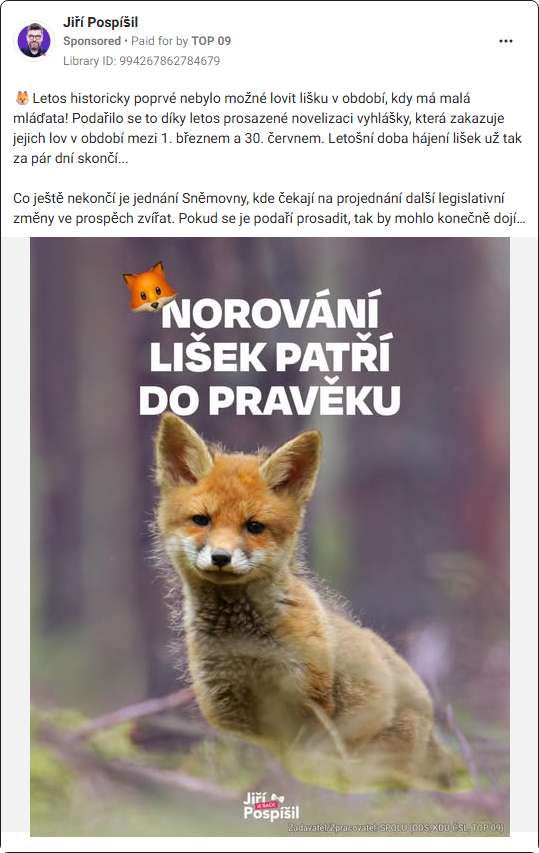 Jiří Pospíšil
Sponsored • Paid for by TOP 09
Library ID: 994267862784679
🦊Letos historicky poprvé nebylo možné lovit lišku v období, kdy má malá
mláďata! Podařilo se to díky letos prosazené novelizaci vyhlášky, která zakazuje
jejich lov v období mezi 1. březnem a 30. červnem. Letošní doba hájení lišek už tak
za pár dní skončí...
Co ještě nekončí je jednání Sněmovny, kde čekají na projednání další legislativní
změny ve prospěch zvířat. Pokud se je podaří prosadit, tak by mohlo konečně dojí...
NOROVÁNÍ
LIŠEK PATŘÍ
DO PRAVĚKU
Jiří
IS BACK
Pospíšil
Zadavatel/Zpracovatel: SPOLU (ODS, KDU-ČSL, TOP 09)